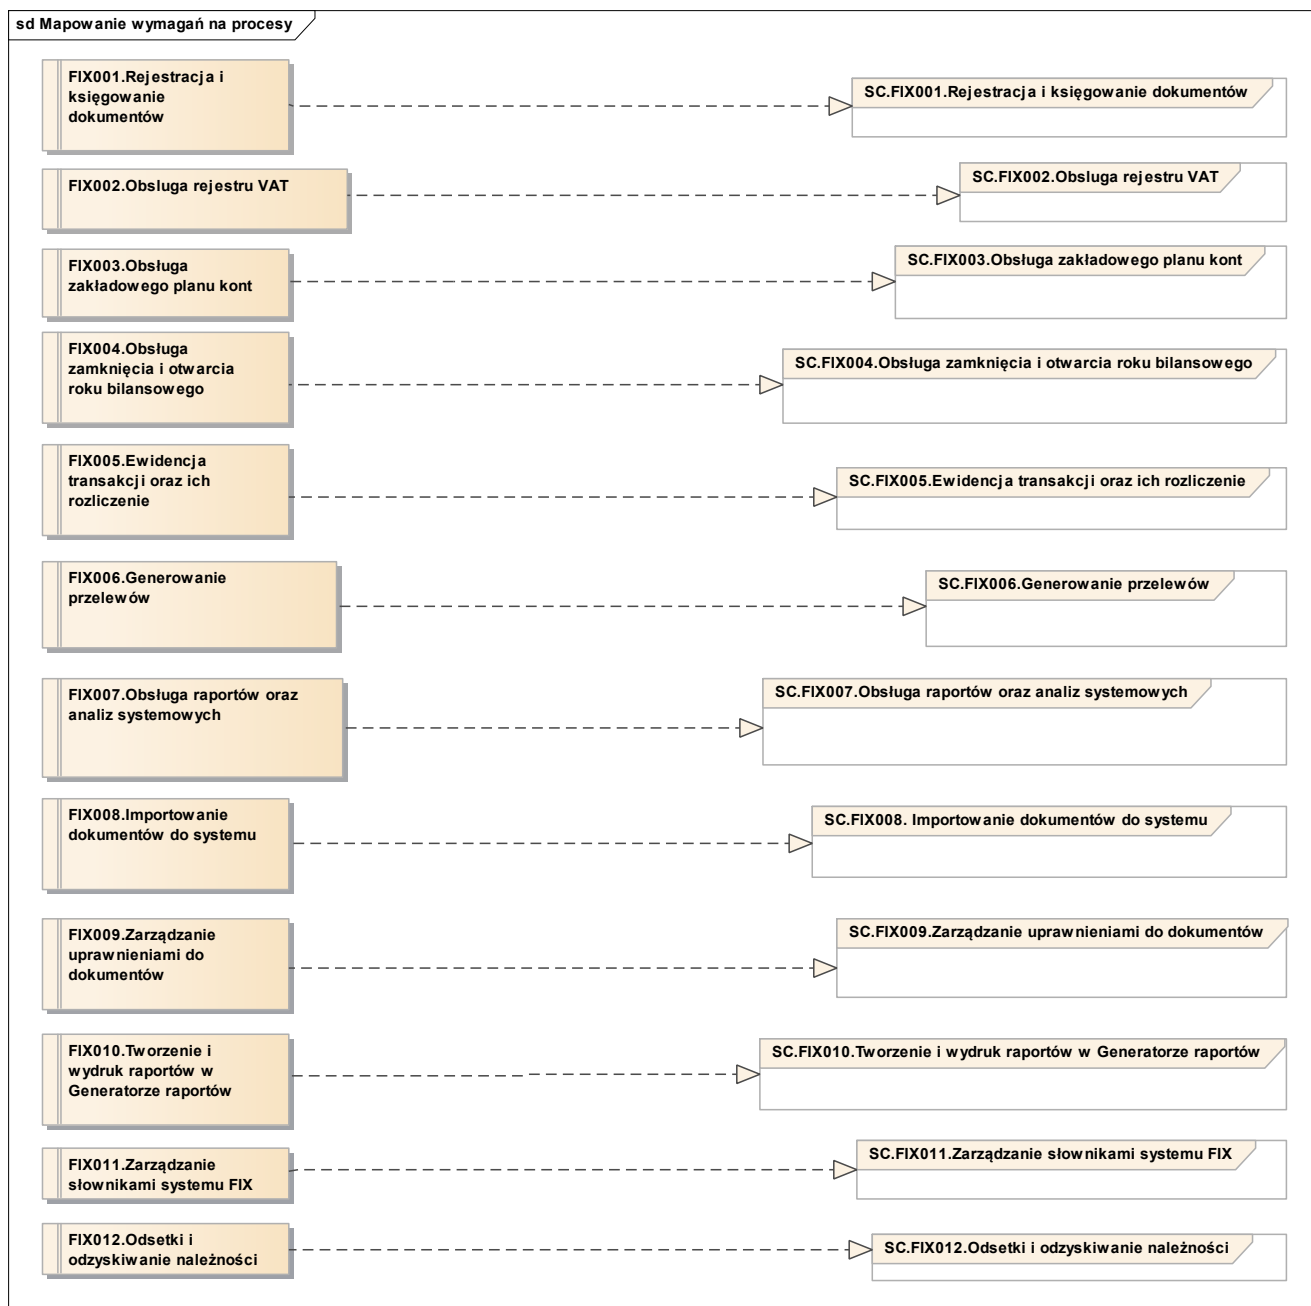 sd Mapowanie wymagań na procesy
FIX001.Rejestracja i
księgowanie
dokumentów
SC.FIX001.Rejestracja i księgowanie dokumentów
FIX002.Obsluga rejestru VAT
SC.FIX002.Obsluga rejestru VAT
FIX003.Obsługa
zakładowego planu kont
SC.FIX003.Obsługa zakładowego planu kont
FIX004.Obsługa
zamknięcia i otwarcia
roku bilansowego
SC.FIX004.Obsługa zamknięcia i otwarcia roku bilansowego
FIX005.Ewidencja
transakcji oraz ich
rozliczenie
SC.FIX005.Ewidencja transakcji oraz ich rozliczenie
FIX006.Generowanie
przelewów
SC.FIX006.Generowanie przelewów
FIX007.Obsługa raportów oraz
analiz systemowych
SC.FIX007.Obsługa raportów oraz analiz systemowych
FIX008.Importowanie
dokumentów do systemu
SC.FIX008. Importowanie dokumentów do systemu
FIX009.Zarządzanie
uprawnieniami do
dokumentów
SC.FIX009.Zarządzanie uprawnieniami do dokumentów
FIX010.Tworzenie i
wydruk raportów w
Generatorze raportów
SC.FIX010.Tworzenie i wydruk raportów w Generatorze raportów
FIX011.Zarządzanie
słownikami systemu FIX
SC.FIX011.Zarządzanie słownikami systemu FIX
FIX012.Odsetki i
odzyskiwanie należności
SC.FIX012.Odsetki i odzyskiwanie należności